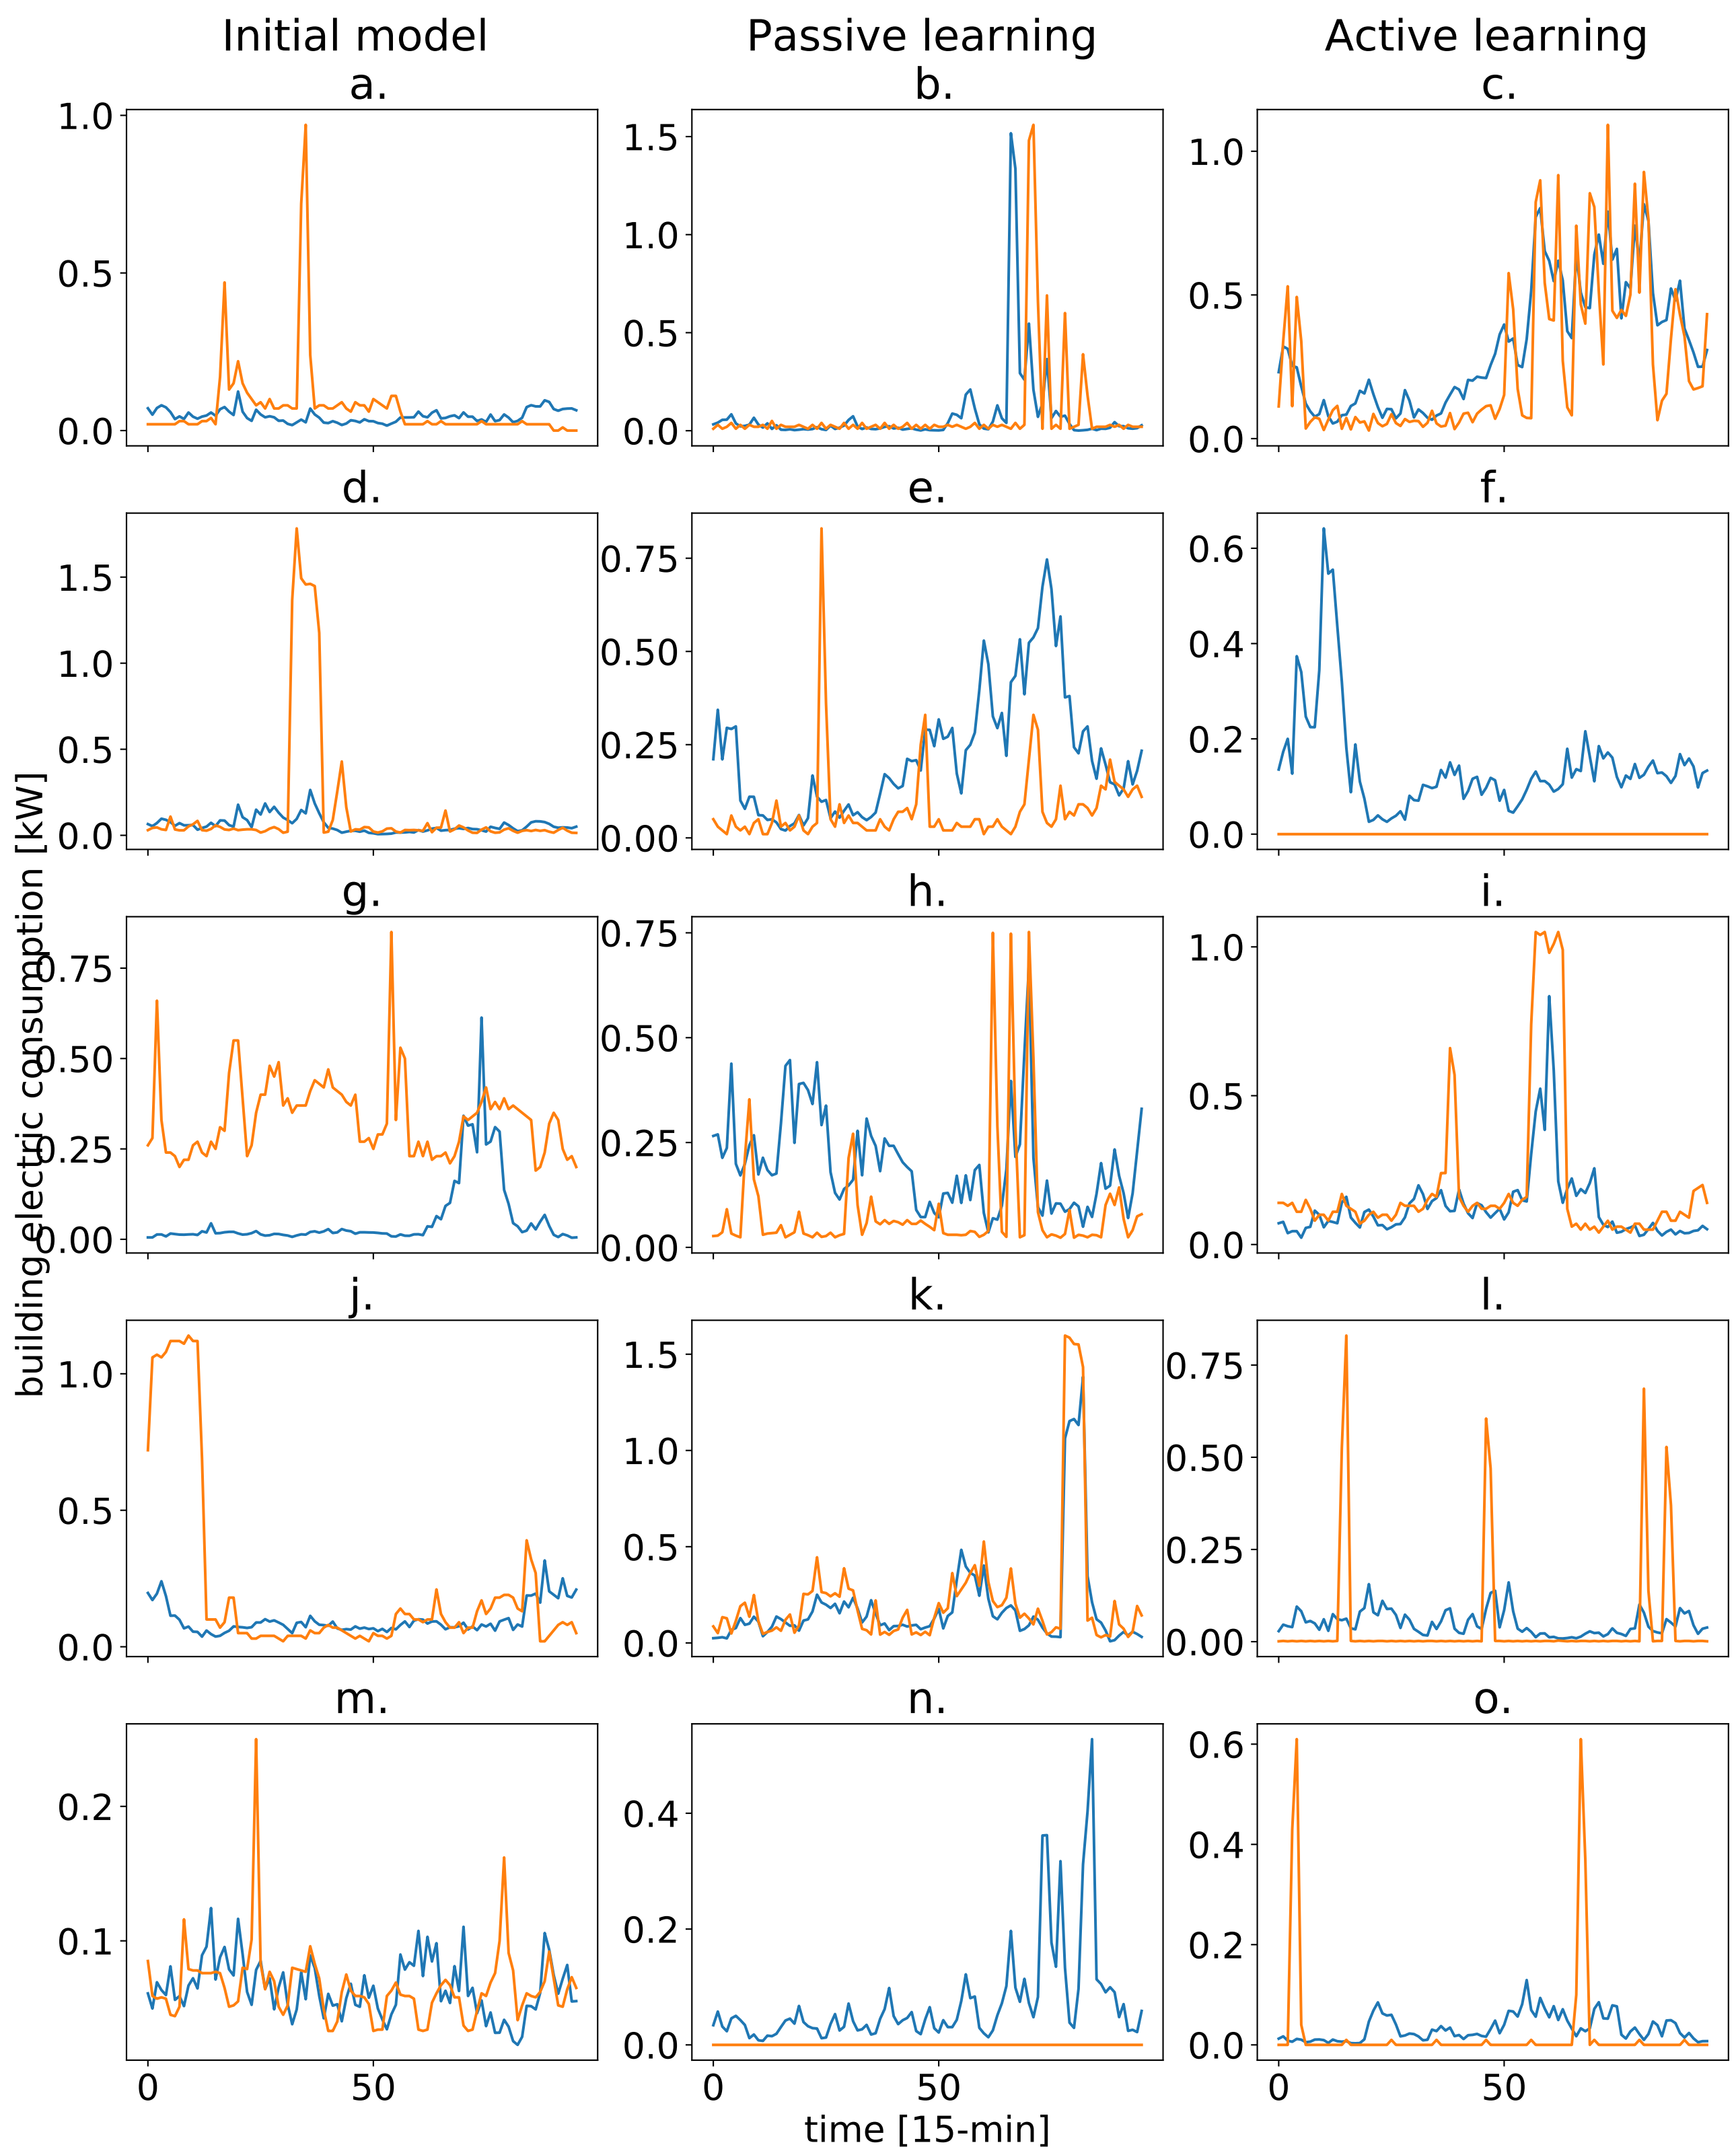 Initial model Passive learning Active learning
a. b. c.
1.0 0.5 0.0
1.5 1.0 0.5 0.0
1.0 0.5 0.0
d. e. f.
1.5 1.0 0.5 0.0
0.75 0.50 0.25 0.00
0.6 0.4 0.2 0.0
building electric consumption [kW]
g. h. i.
0.75 0.50 0.25 0.00
0.75 0.50 0.25 0.00
1.0 0.5 0.0
j. k. l.
1.0 0.5 0.0
1.5 1.0 0.5 0.0
0.75 0.50 0.25 0.00
m. n. o.
0.2 0.1
0.4 0.2 0.0
0.6 0.4 0.2 0.0
0 50 0 50 0 50
time [15-min]